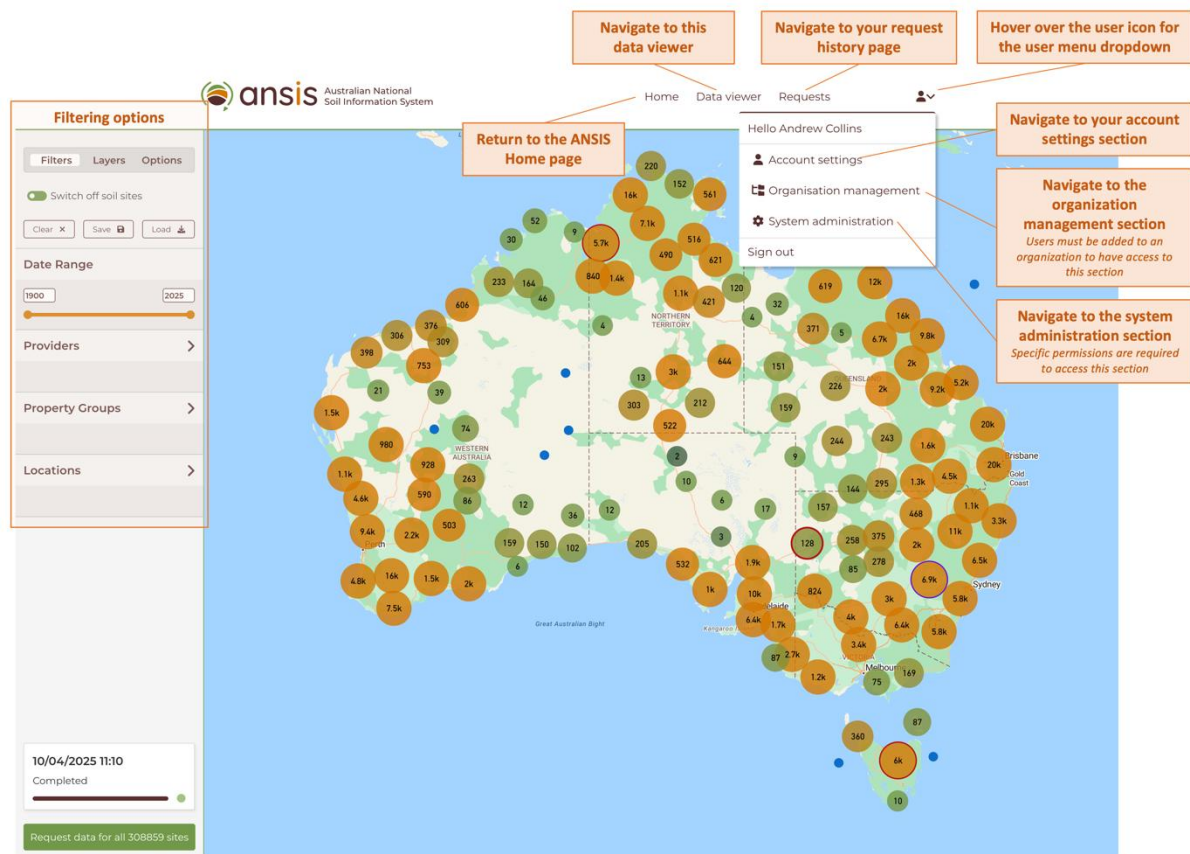 Navigate to this
data viewer
Navigate to your request
history page
Hover over the user icon for
the user menu dropdown
ansis
Australian National
Soil Information System
Home
Data viewer
Requests
Filtering options
Return to the ANSIS
Home page
Hello Andrew Collins
Account settings
Organisation management
System administration
Sign out
Navigate to your account
settings section
Navigate to the
organization
management section
Users must be added to an
organization to have access to
this section
Navigate to the system
administration section
Specific permissions are required
to access this section
Filters
Layers
Options
Switch off soil sites
Clear ×
Save
Load
Date Range
1900
2025
Providers
Property Groups
Locations
10/04/2025 11:10
Completed
Request data for all 308859 sites
220
152
16k
561
52
9
7.1k
30
5.7k
516
490
621
233
164
840
1.4k
46
1.1k
421
120
32
619
12k
606
4
NORTHERN
TERRITORY
4
16k
306
376
309
371
5
6.7k
9.8k
398
753
644
151
2k
21
39
13
3k
QUEENSLAND
226
2k
9.2k
5.2k
1.5k
303
212
159
74
522
20k
980
WESTERN
AUSTRALIA
244
243
1.6k
928
2
9
Brisbane
20k
Gold
Coast
1.1k
263
10
295
1.3k
4.5k
4.6k
590
86
144
12
6
17
157
468
1.1k
36
12
11k
3.3k
9.4k
2.2k
503
3
Perth
159
150
102
205
128
258
375
2k
6
532
1.9k
85
278
6.5k
4.8k
16k
1.5k
2k
1k
824
6.9k
Sydney
7.5k
10k
3k
5.8k
elaide
6.4k
1.7k
4k
6.4k
5.8k
Great Australian Bight
87
2.7k
3.4k
1.2k
Melbourne
75
169
87
360
6k
10